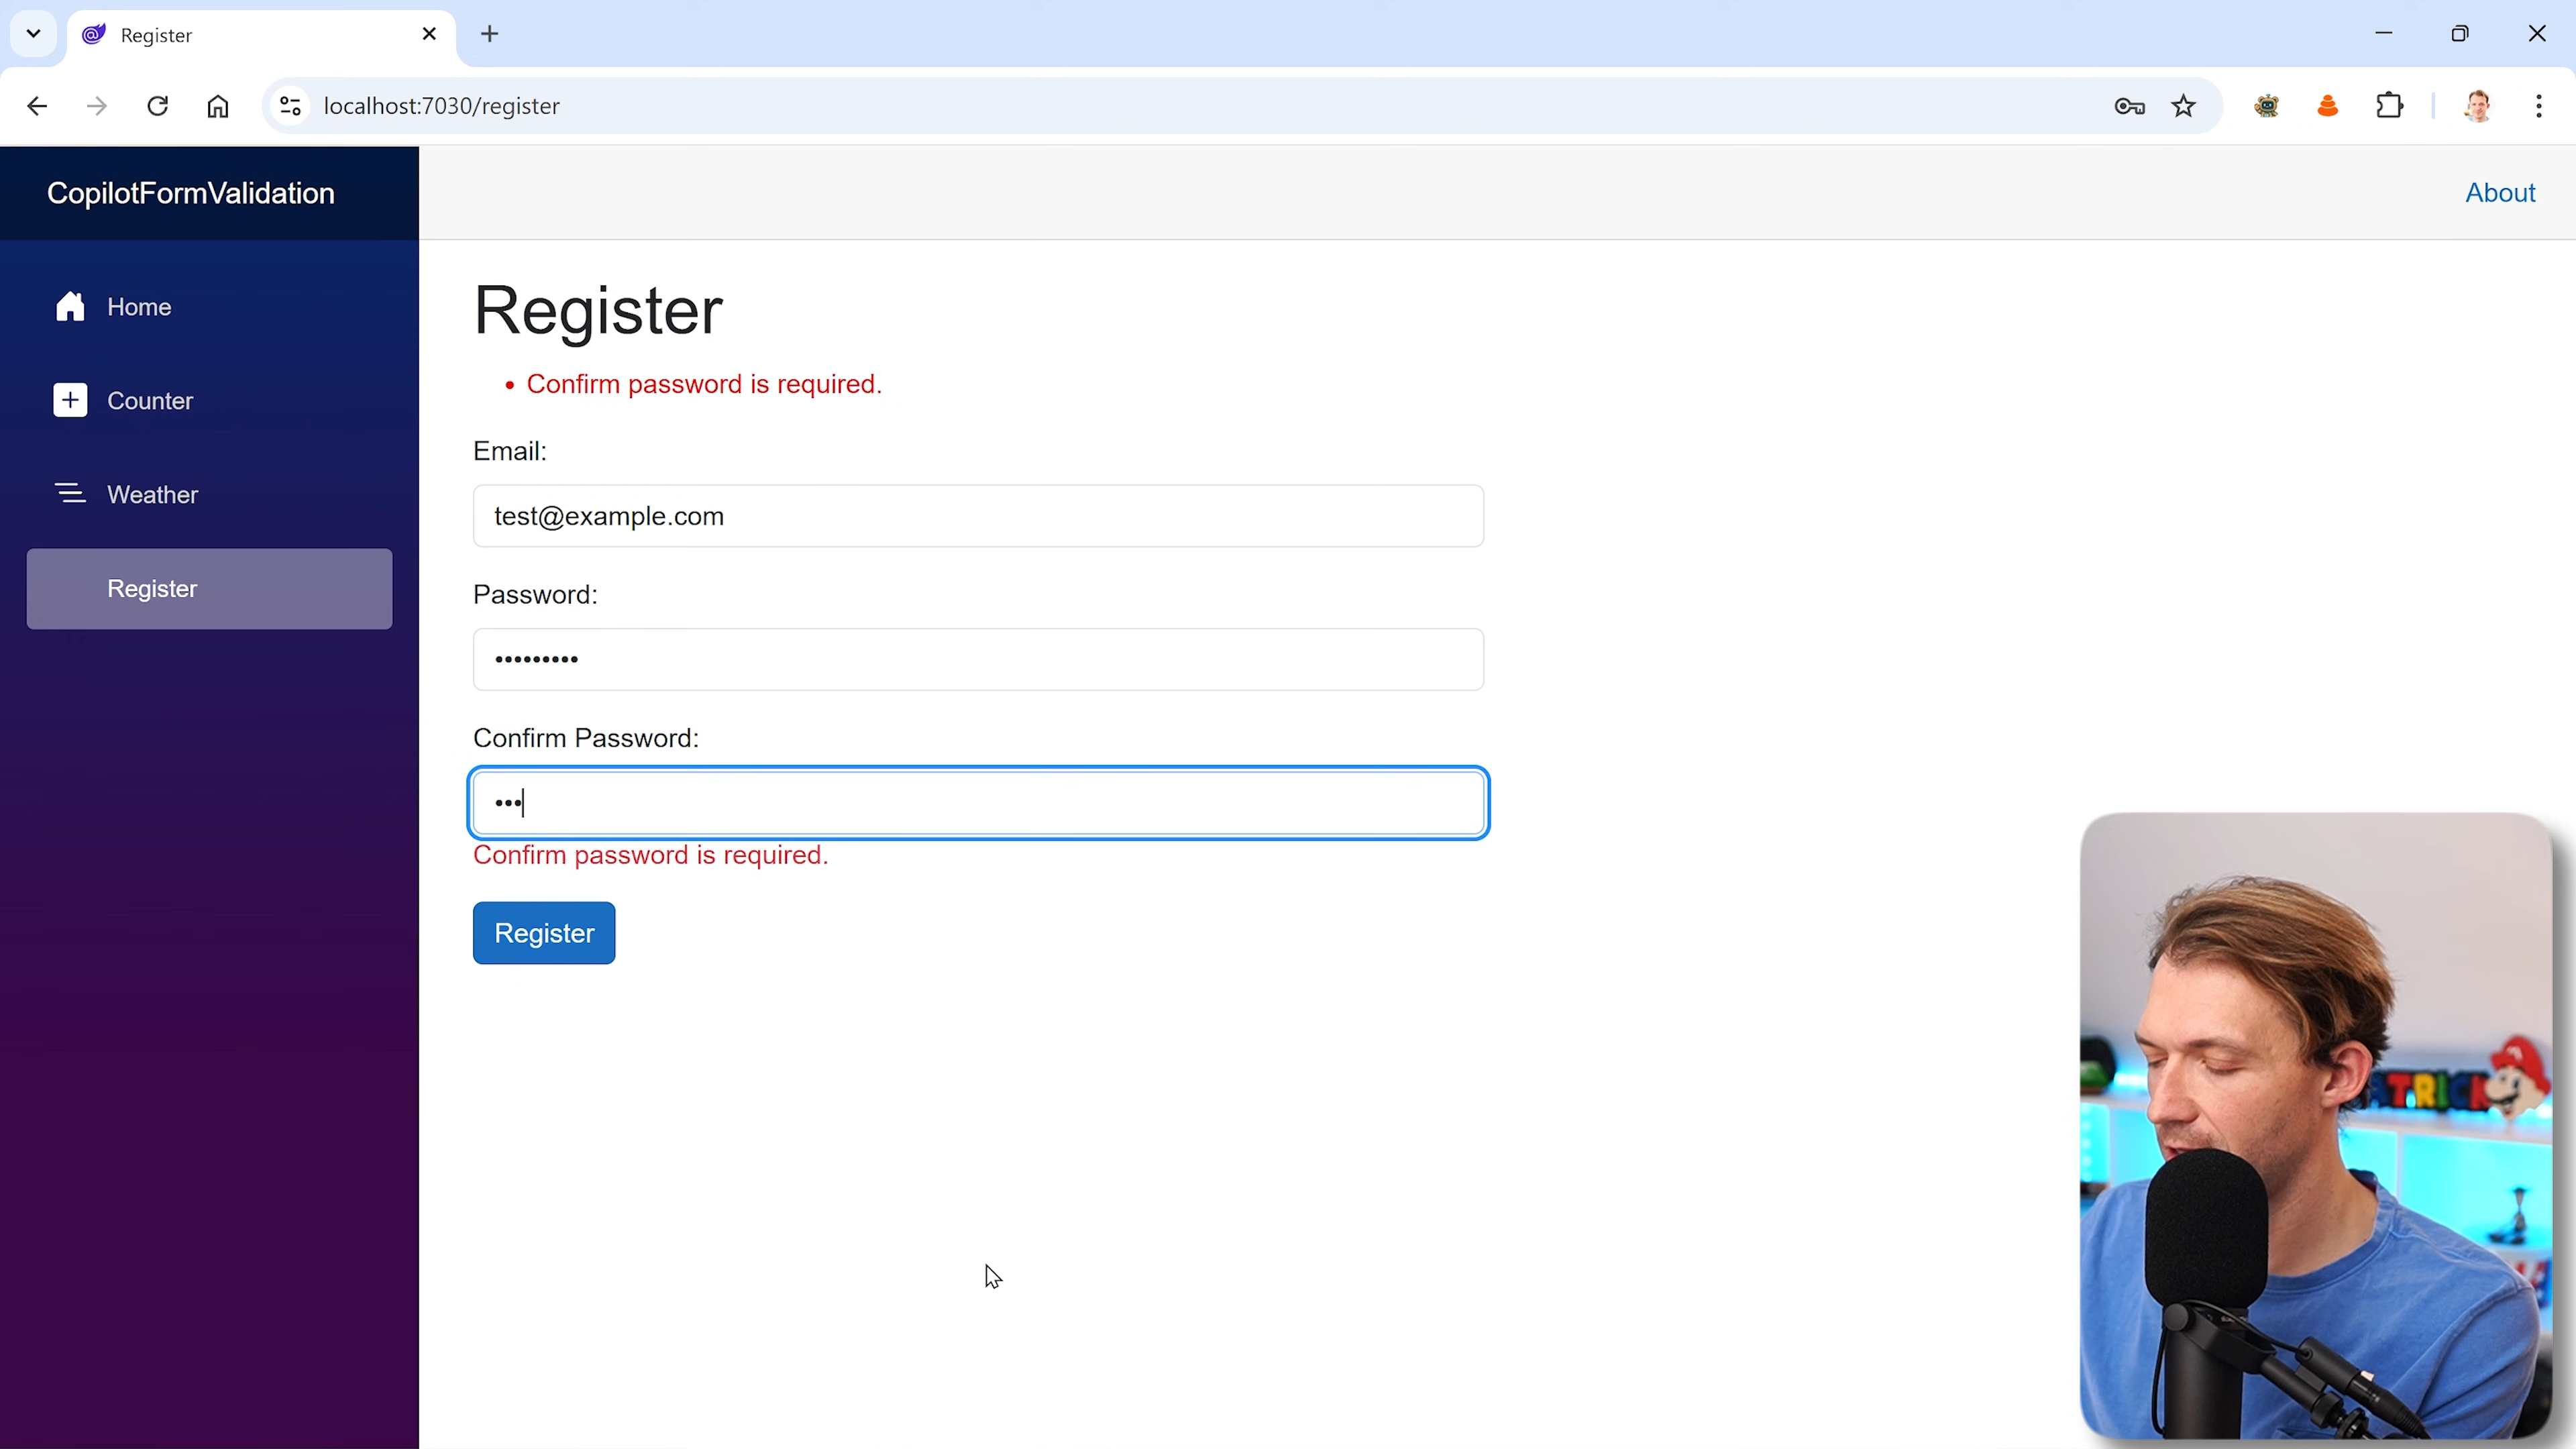 Register
localhost:7030/register
CopilotFormValidation
About
Home
Counter
Weather
Register
Register
• Confirm password is required.
Email:
test@example.com
Password:
•••••••••
Confirm Password:
•••
Confirm password is required.
Register
TRICK